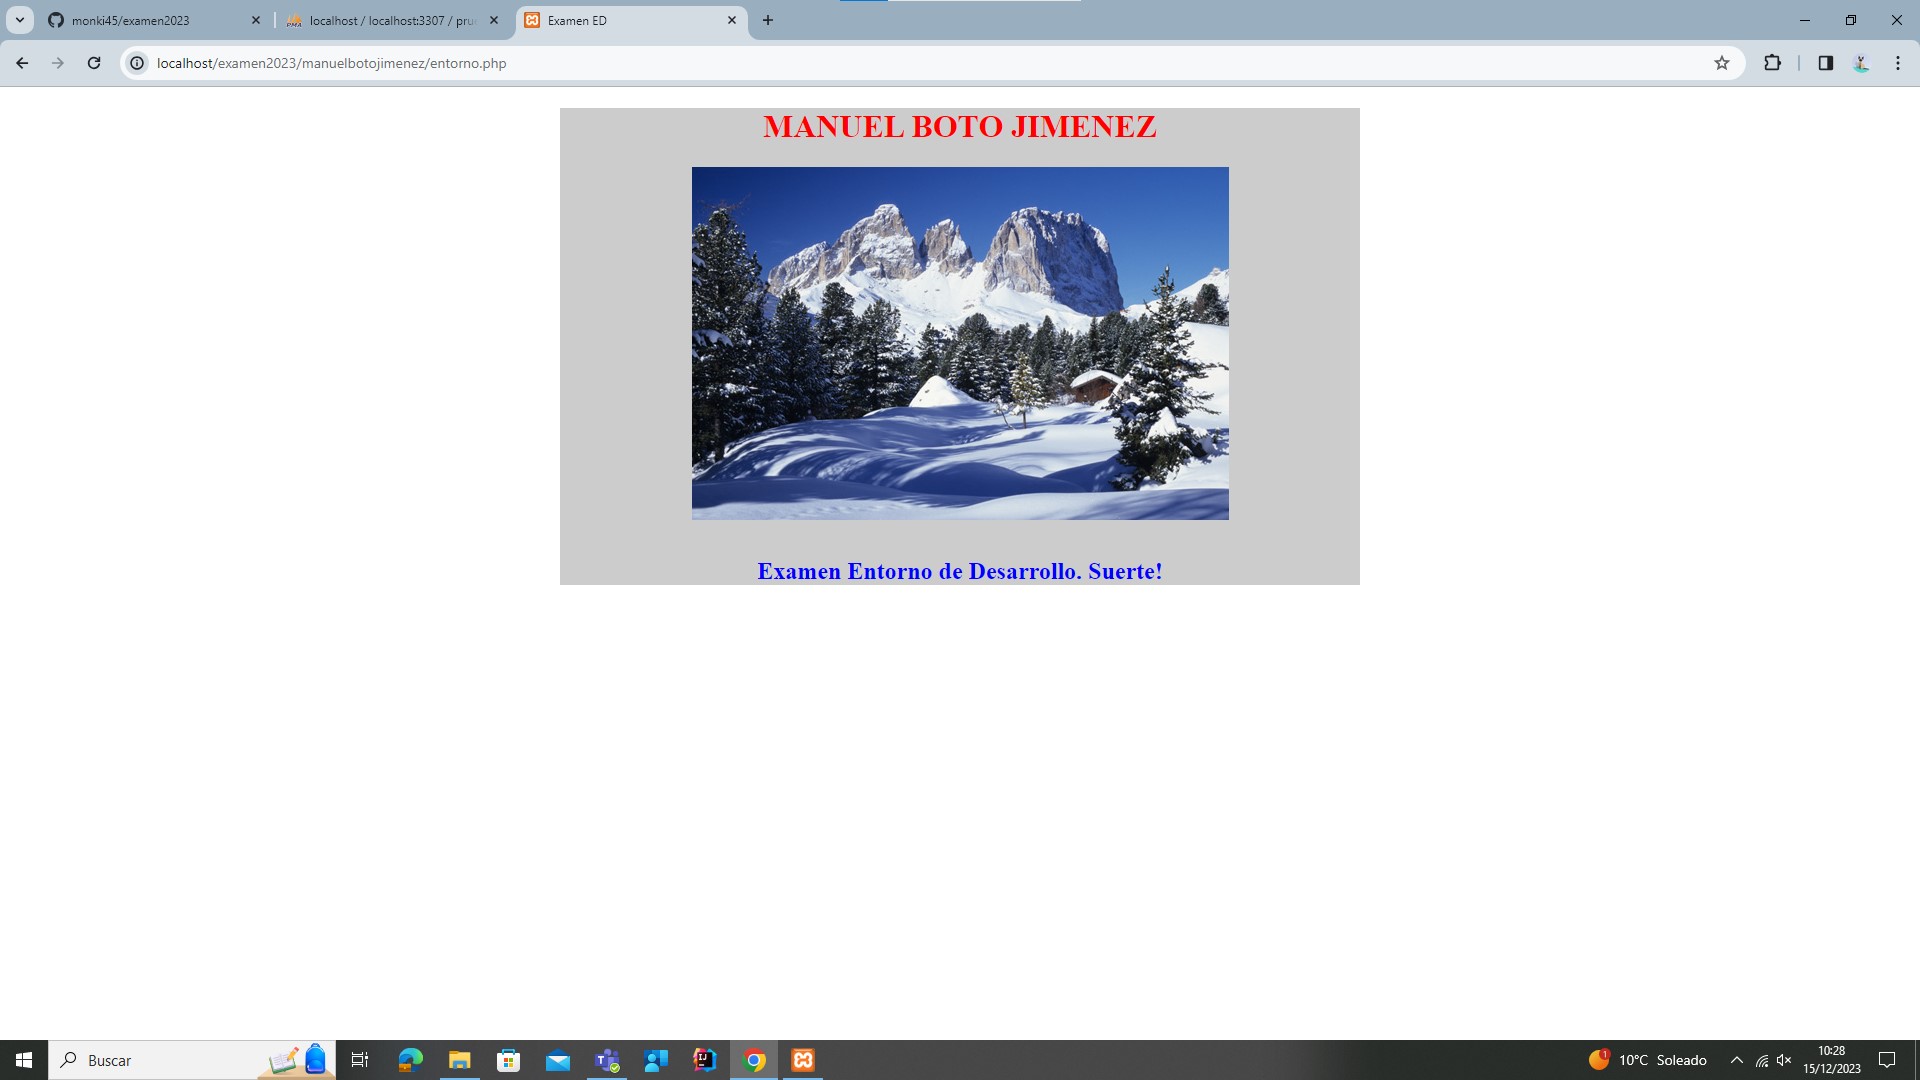 monki45/examen2023
localhost / localhost:3307 / pru
Examen ED
localhost/examen2023/manuelbotojimenez/entorno.php
MANUEL BOTO JIMENEZ
Examen Entorno de Desarrollo. Suerte!
Buscar
10°C Soleado
10:28
15/12/2023